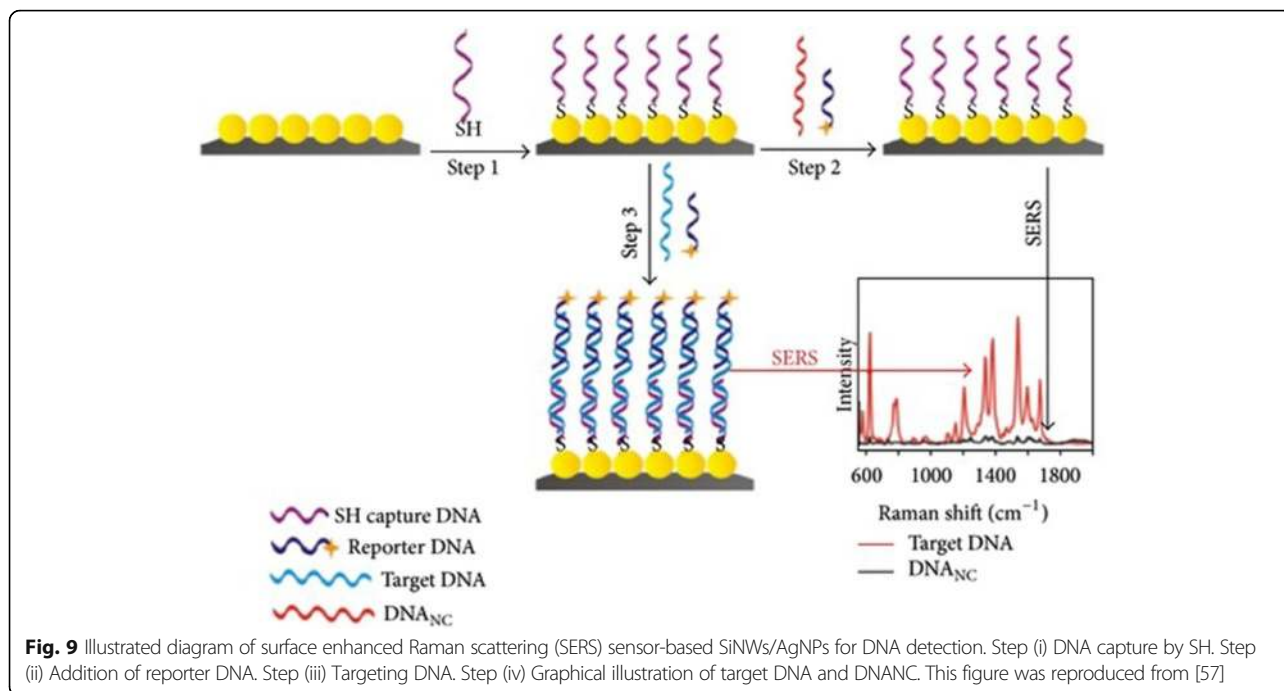 SH
Step 1
S S S S S S
Step 2
S S S S S S
Step 3
SERS
S S S S S S
SERS
Intensity
600 1000 1400 1800
Raman shift (cm⁻¹)
Target DNA
DNA_NC
SH capture DNA
Reporter DNA
Target DNA
DNA_NC
Fig. 9 Illustrated diagram of surface enhanced Raman scattering (SERS) sensor-based SiNWs/AgNPs for DNA detection. Step (i) DNA capture by SH. Step
(ii) Addition of reporter DNA. Step (iii) Targeting DNA. Step (iv) Graphical illustration of target DNA and DNANC. This figure was reproduced from [57]